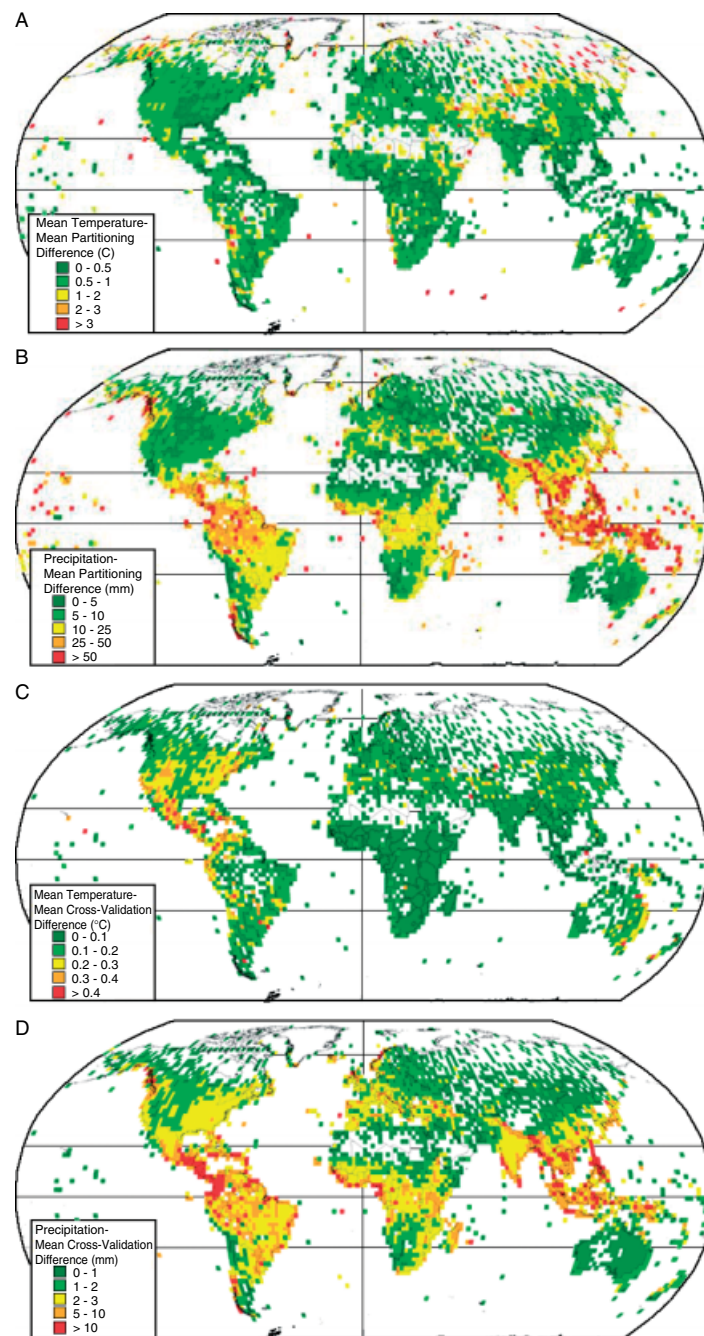 A
Mean Temperature-
Mean Partitioning
Difference (C)
0 - 0.5
0.5 - 1
1 - 2
2 - 3
> 3
B
Precipitation-
Mean Partitioning
Difference (mm)
0 - 5
5 - 10
10 - 25
25 - 50
> 50
C
Mean Temperature-
Mean Cross-Validation
Difference (°C)
0 - 0.1
0.1 - 0.2
0.2 - 0.3
0.3 - 0.4
> 0.4
D
Precipitation-
Mean Cross-Validation
Difference (mm)
0 - 1
1 - 2
2 - 3
5 - 10
> 10